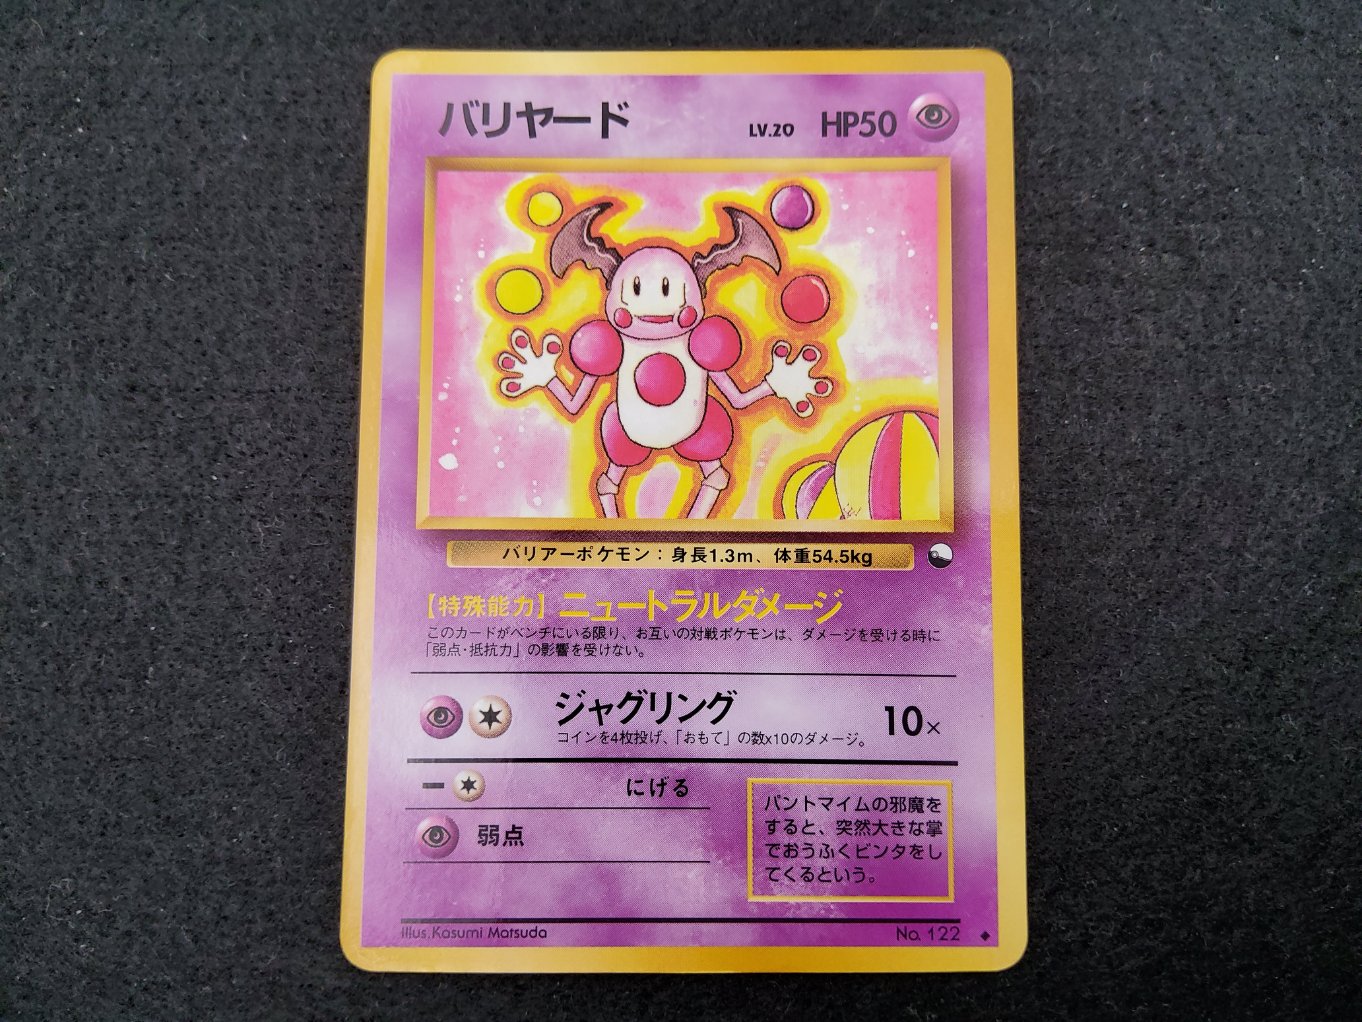 バリヤード LV.20 HP50
バリアーポケモン：身長1.3m、体重54.5kg
【特殊能力】ニュートラルダメージ
このカードがベンチにいる限り、お互いの対戦ポケモンは、ダメージを受ける時に
「弱点・抵抗力」の影響を受けない。
ジャグリング 10×
コインを4枚投げ、「おもて」の数x10のダメージ。
ー にげる
弱点
パントマイムの邪魔を
すると、突然大きな掌
でおうふくビンタをし
てくるという。
Illus.Kasumi Matsuda No. 122